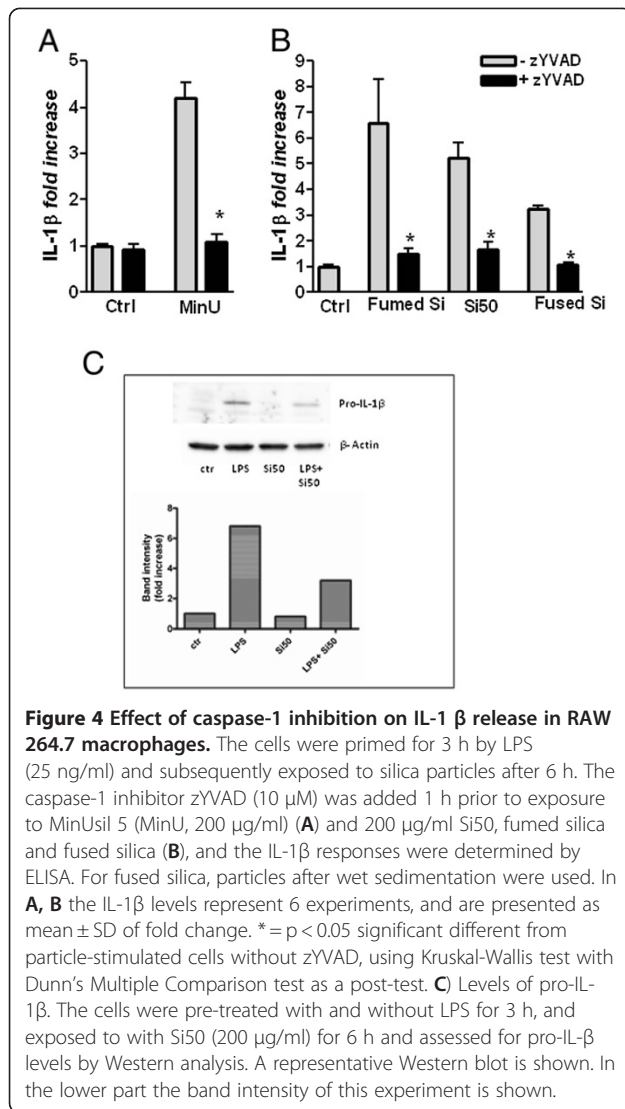 A
B
IL-1β fold increase
5
4
3
2
1
0
*
Ctrl
MinU
IL-1β fold increase
9
8
7
6
5
4
3
2
1
0
- zYVAD
+ zYVAD
*
*
*
Ctrl
Fumed Si
Si50
Fused Si
C
Pro-IL-1β
β-Actin
ctr
LPS
Si50
LPS+
Si50
Band intensity
(fold increase)
8
6
4
2
0
ctr
LPS
Si50
LPS+ Si50
Figure 4 Effect of caspase-1 inhibition on IL-1 β release in RAW
264.7 macrophages. The cells were primed for 3 h by LPS
(25 ng/ml) and subsequently exposed to silica particles after 6 h. The
caspase-1 inhibitor zYVAD (10 μM) was added 1 h prior to exposure
to MinUsil 5 (MinU, 200 μg/ml) (A) and 200 μg/ml Si50, fumed silica
and fused silica (B), and the IL-1β responses were determined by
ELISA. For fused silica, particles after wet sedimentation were used. In
A, B the IL-1β levels represent 6 experiments, and are presented as
mean ± SD of fold change. * = p < 0.05 significant different from
particle-stimulated cells without zYVAD, using Kruskal-Wallis test with
Dunn's Multiple Comparison test as a post-test. C) Levels of pro-IL-
1β. The cells were pre-treated with and without LPS for 3 h, and
exposed to with Si50 (200 μg/ml) for 6 h and assessed for pro-IL-β
levels by Western analysis. A representative Western blot is shown. In
the lower part the band intensity of this experiment is shown.